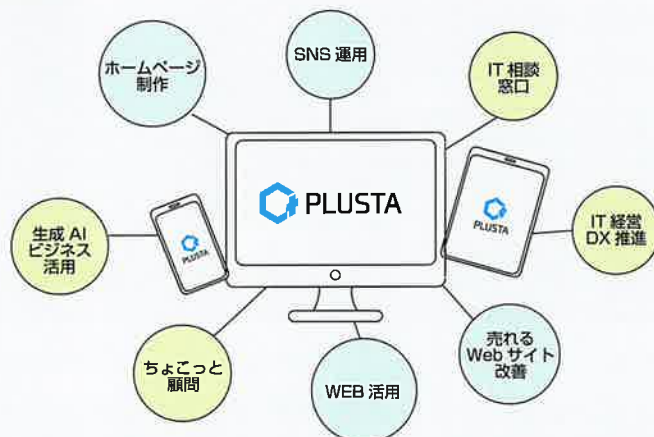 SNS 運用
ホームページ
制作
IT 相談
窓口
PLUSTA
PLUSTA
PLUSTA
生成 AI
ビジネス
活用
IT 経営
DX 推進
ちょこっと
顧問
WEB 活用
売れる
Web サイト
改善